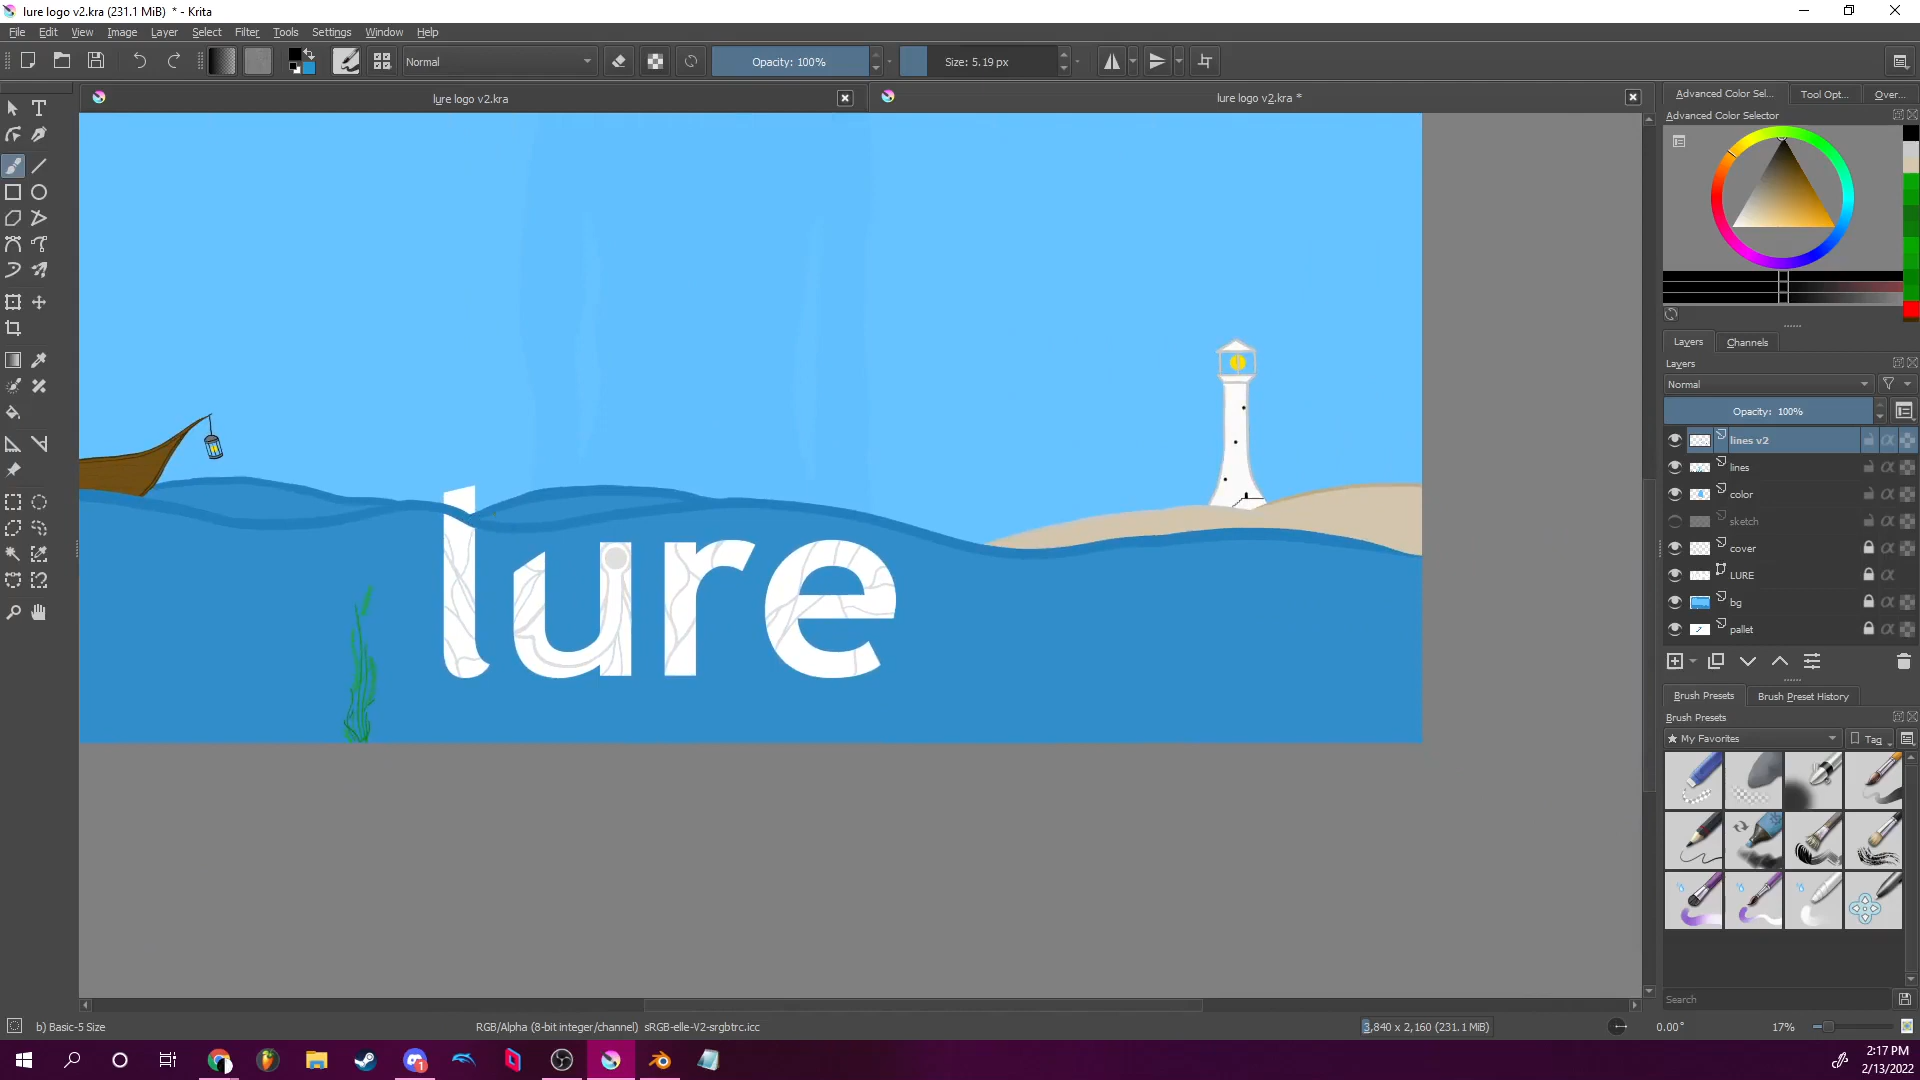 lure logo v2.kra (231.1 MiB)  * - Krita
File Edit View Image Layer Select Filter Tools Settings Window Help
Normal Opacity: 100% Size: 5.19 px
lure logo v2.kra lure logo v2.kra *
Advanced Color Sel... Tool Opt... Over...
Advanced Color Selector
Layers Channels
Layers
Normal
Opacity:  100%
lines v2
lines
color
sketch
cover
LURE
bg
pallet
lure
Brush Presets Brush Preset History
Brush Presets
★ My Favorites Tag
Search
b) Basic-5 Size RGB/Alpha (8-bit integer/channel)  sRGB-elle-V2-srgbtrc.icc 3,840 x 2,160 (231.1 MiB) 0.00° 17%
1
2:17 PM
2/13/2022